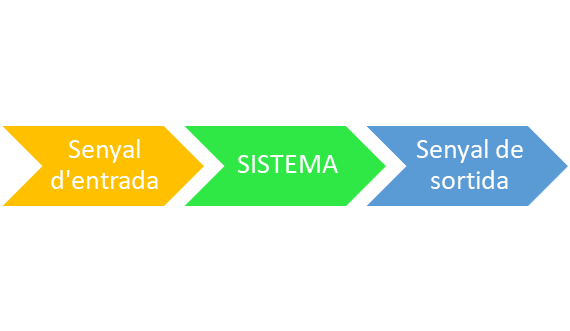 Senyal
d'entrada
SISTEMA
Senyal de
sortida